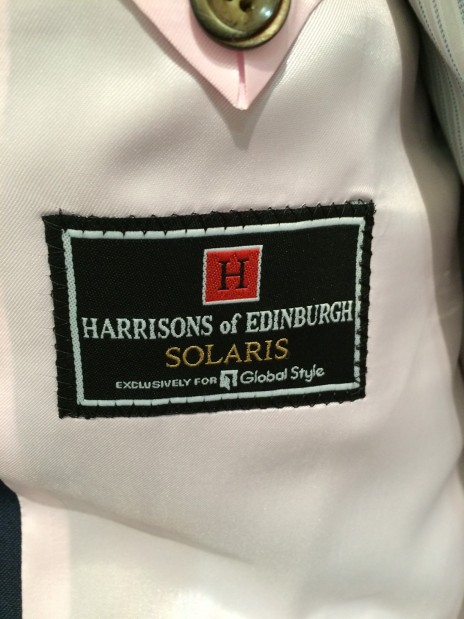 H
HARRISONS of EDINBURGH
SOLARIS
EXCLUSIVELY FOR Global Style